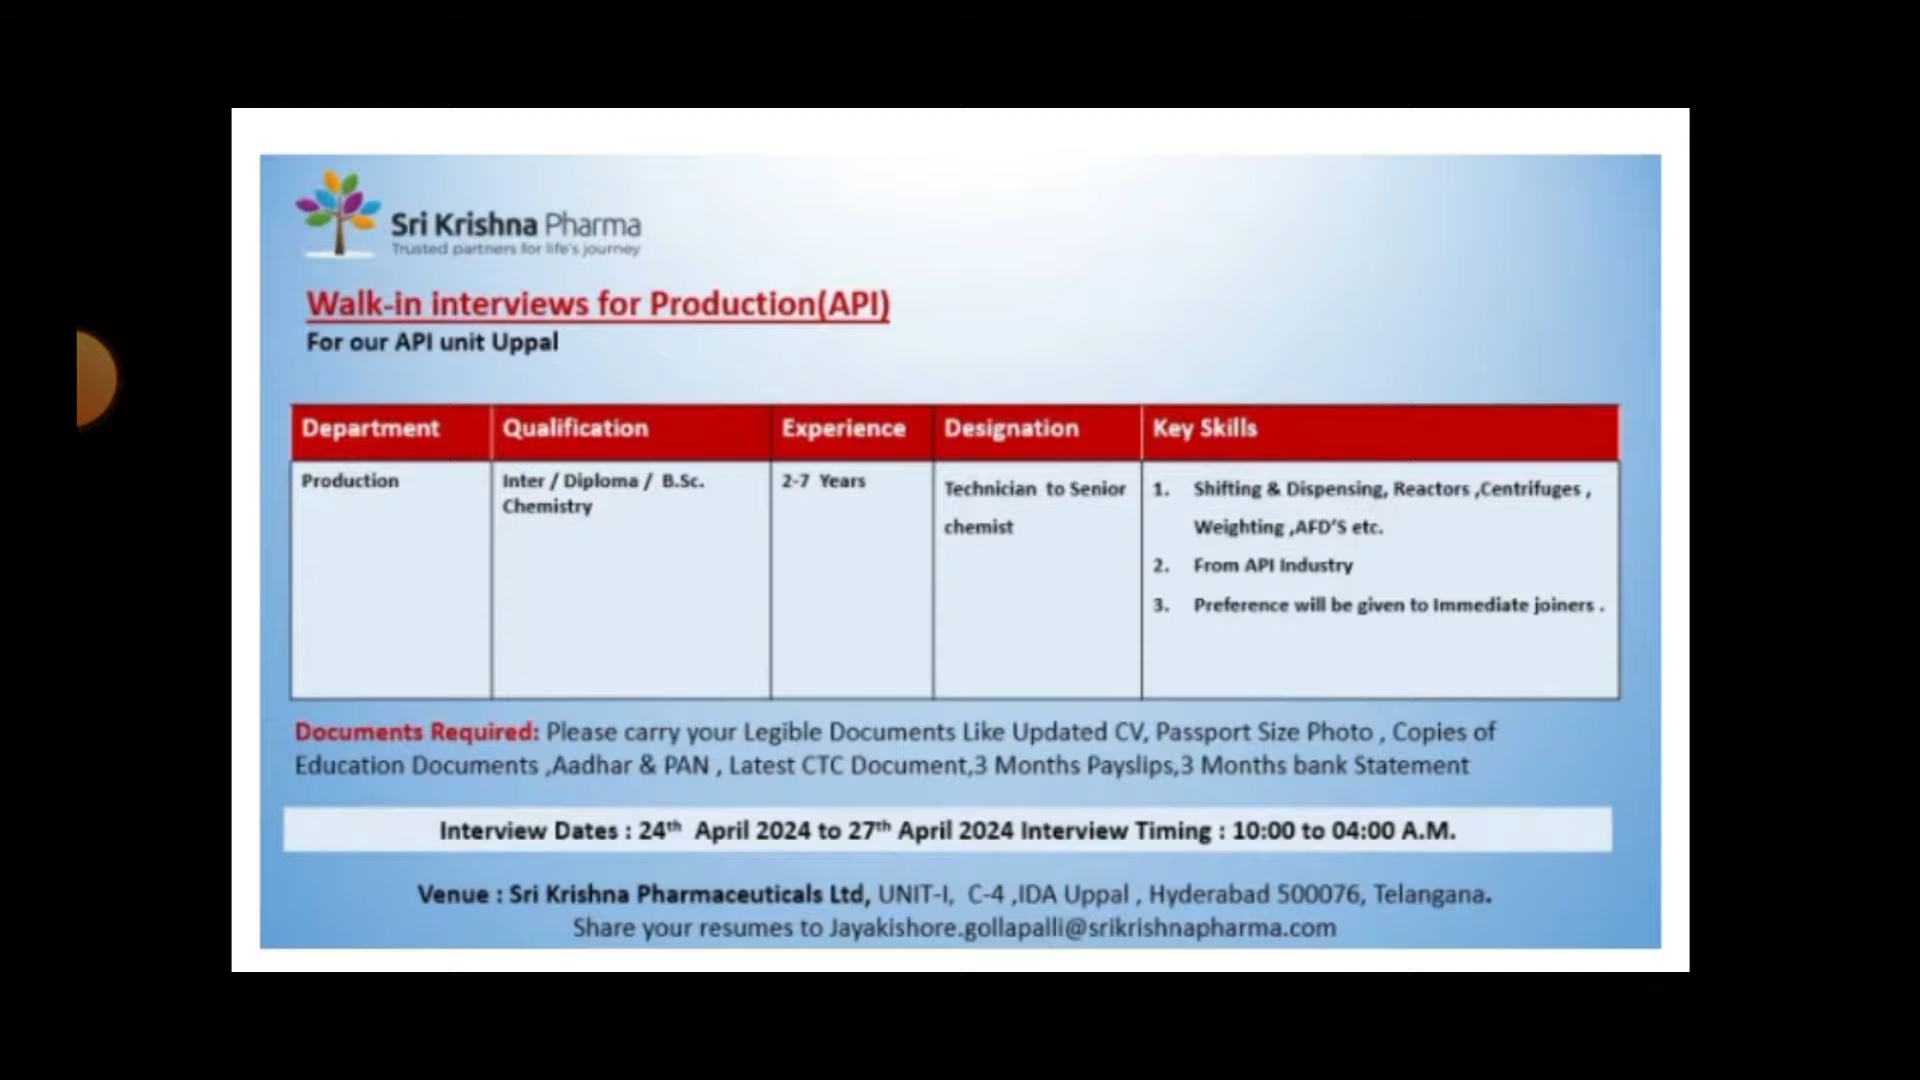 Sri Krishna Pharma
Trusted partners for life's journey
Walk-in interviews for Production(API)
For our API unit Uppal
Department Qualification Experience Designation Key Skills
Production
Inter / Diploma / B.Sc.
Chemistry
2-7 Years
Technician to Senior
chemist
1. Shifting & Dispensing, Reactors ,Centrifuges ,
Weighting ,AFD'S etc.
2. From API Industry
3. Preference will be given to Immediate joiners .
Documents Required: Please carry your Legible Documents Like Updated CV, Passport Size Photo , Copies of
Education Documents ,Aadhar & PAN , Latest CTC Document,3 Months Payslips,3 Months bank Statement
Interview Dates : 24th April 2024 to 27th April 2024 Interview Timing : 10:00 to 04:00 A.M.
Venue : Sri Krishna Pharmaceuticals Ltd, UNIT-I, C-4 ,IDA Uppal , Hyderabad 500076, Telangana.
Share your resumes to Jayakishore.gollapalli@srikrishnapharma.com